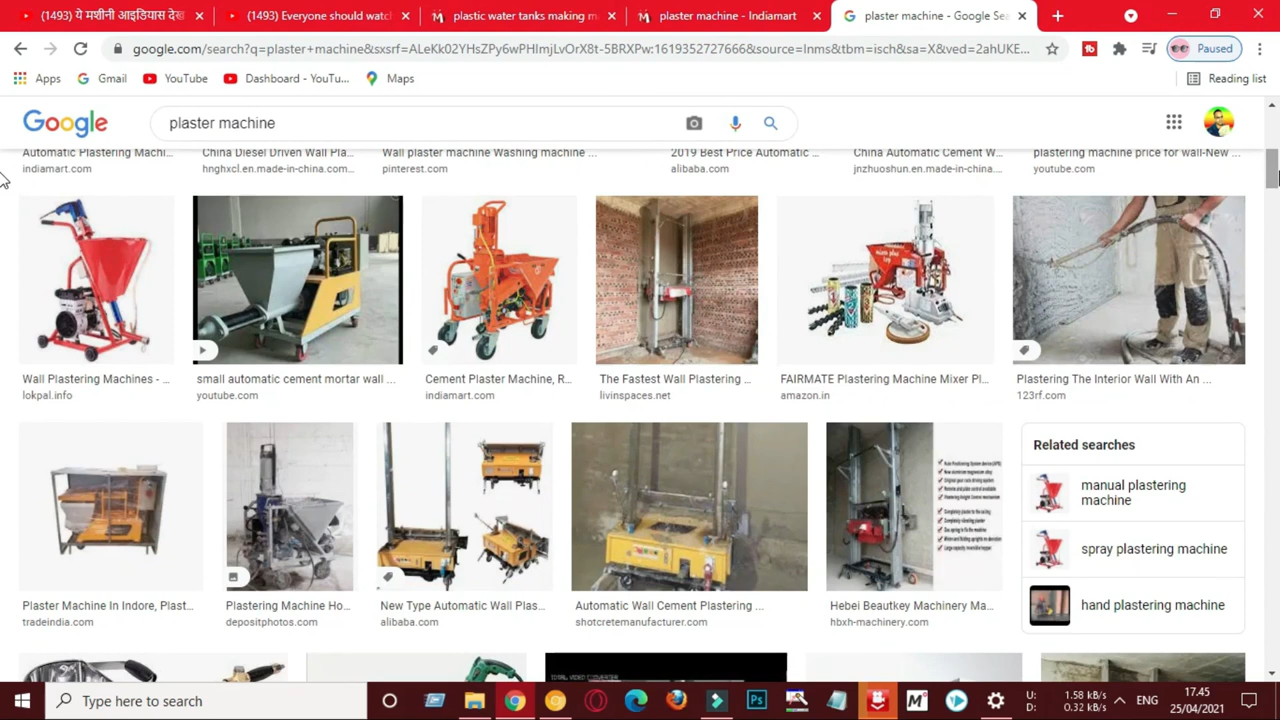 (1493) ये मशीनी आइडियास देख
(1493) Everyone should watc
plastic water tanks making m
plaster machine - Indiamart
plaster machine - Google Sea
google.com/search?q=plaster+machine&sxsrf=ALeKk02YHsZPy6wPHImjLvOrX8t-5BRXPw:1619352727666&source=lnms&tbm=isch&sa=X&ved=2ahUKE...
Paused
Apps
Gmail
YouTube
Dashboard - YouTu...
Maps
Reading list
Google
plaster machine
Automatic Plastering Machi...
China Diesel Driven Wall Pla...
Wall plaster machine Washing machine ...
2019 Best Price Automatic ...
China Automatic Cement W...
plastering machine price for wall-New ...
indiamart.com
hnghxcl.en.made-in-china.com...
pinterest.com
alibaba.com
jnzhuoshun.en.made-in-china....
youtube.com
Wall Plastering Machines - ...
small automatic cement mortar wall ...
Cement Plaster Machine, R...
The Fastest Wall Plastering ...
FAIRMATE Plastering Machine Mixer Pl...
Plastering The Interior Wall With An ...
lokpal.info
youtube.com
indiamart.com
livinspaces.net
amazon.in
123rf.com
Related searches
manual plastering
machine
spray plastering machine
hand plastering machine
Plaster Machine In Indore, Plast...
Plastering Machine Ho...
New Type Automatic Wall Plas...
Automatic Wall Cement Plastering ...
Hebei Beautkey Machinery Ma...
tradeindia.com
depositphotos.com
alibaba.com
shotcretemanufacturer.com
hbxh-machinery.com
Type here to search
U: 1.58 kB/s
D: 0.32 kB/s
ENG
17.45
25/04/2021